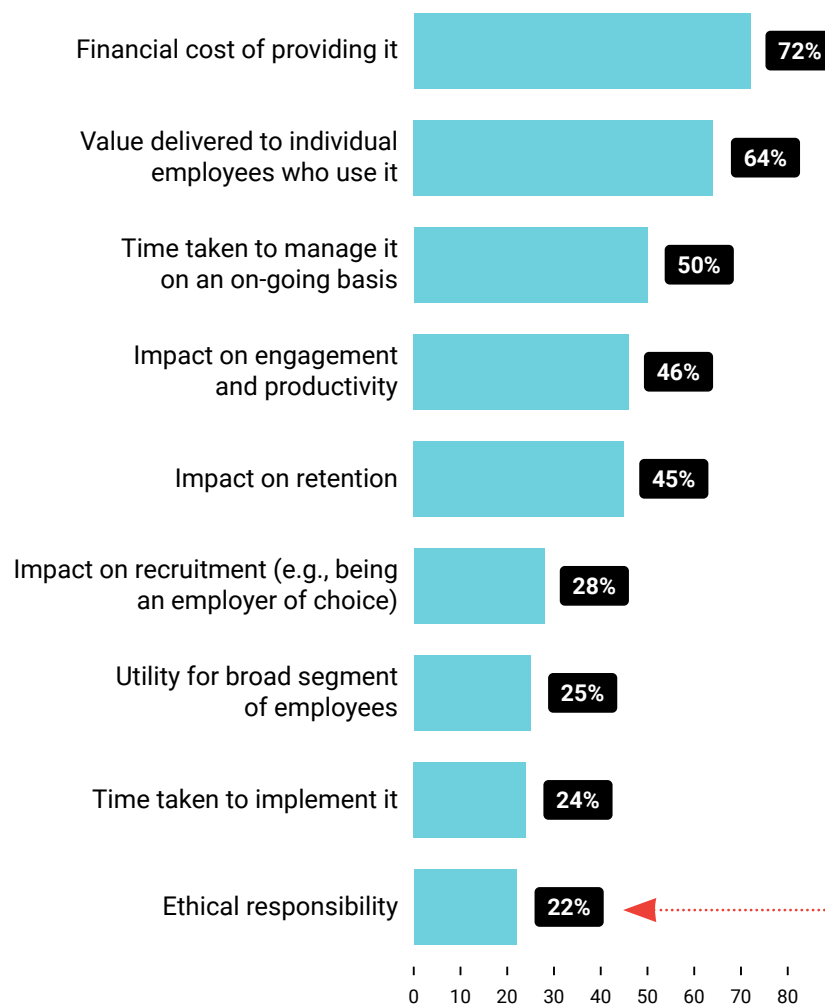 Financial cost of providing it
72%
Value delivered to individual
employees who use it
64%
Time taken to manage it
on an on-going basis
50%
Impact on engagement
and productivity
46%
Impact on retention
45%
Impact on recruitment (e.g., being
an employer of choice)
28%
Utility for broad segment
of employees
25%
Time taken to implement it
24%
Ethical responsibility
22%
0 10 20 30 40 50 60 70 80